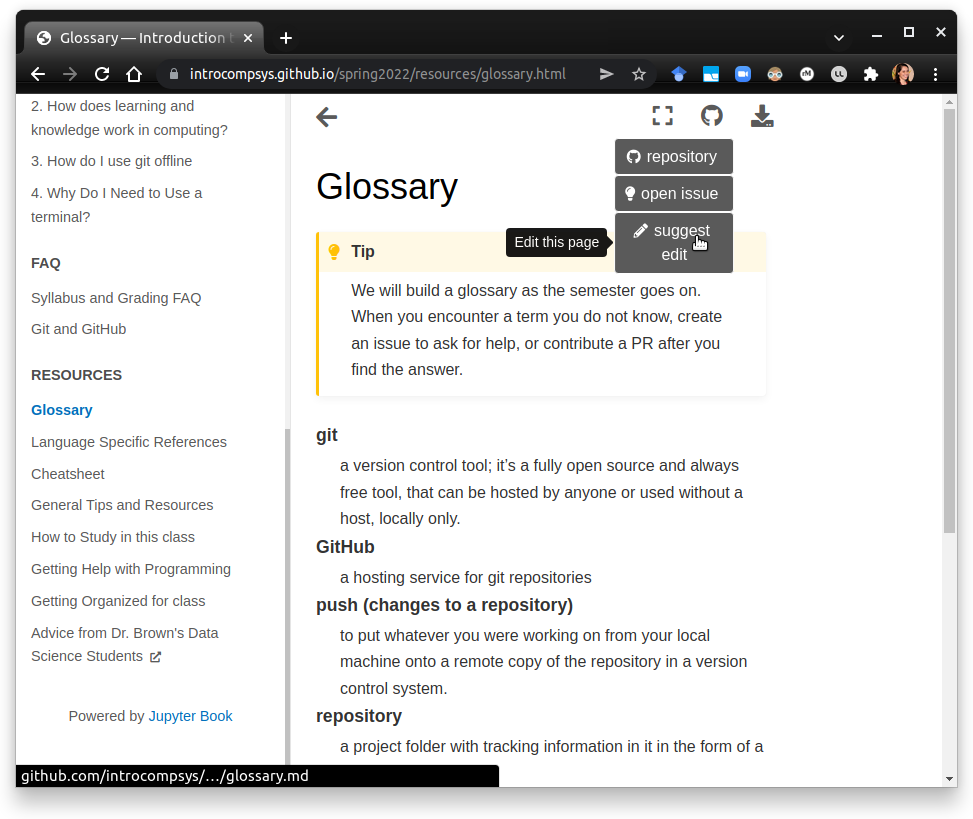 Glossary — Introduction t
introcompsys.github.io/spring2022/resources/glossary.html
2. How does learning and
knowledge work in computing?
3. How do I use git offline
4. Why Do I Need to Use a
terminal?
FAQ
Syllabus and Grading FAQ
Git and GitHub
RESOURCES
Glossary
Language Specific References
Cheatsheet
General Tips and Resources
How to Study in this class
Getting Help with Programming
Getting Organized for class
Advice from Dr. Brown's Data
Science Students
Powered by Jupyter Book
repository
open issue
suggest
edit
Edit this page
Glossary
Tip
We will build a glossary as the semester goes on.
When you encounter a term you do not know, create
an issue to ask for help, or contribute a PR after you
find the answer.
git
a version control tool; it’s a fully open source and always
free tool, that can be hosted by anyone or used without a
host, locally only.
GitHub
a hosting service for git repositories
push (changes to a repository)
to put whatever you were working on from your local
machine onto a remote copy of the repository in a version
control system.
repository
a project folder with tracking information in it in the form of a
github.com/introcompsys/…/glossary.md